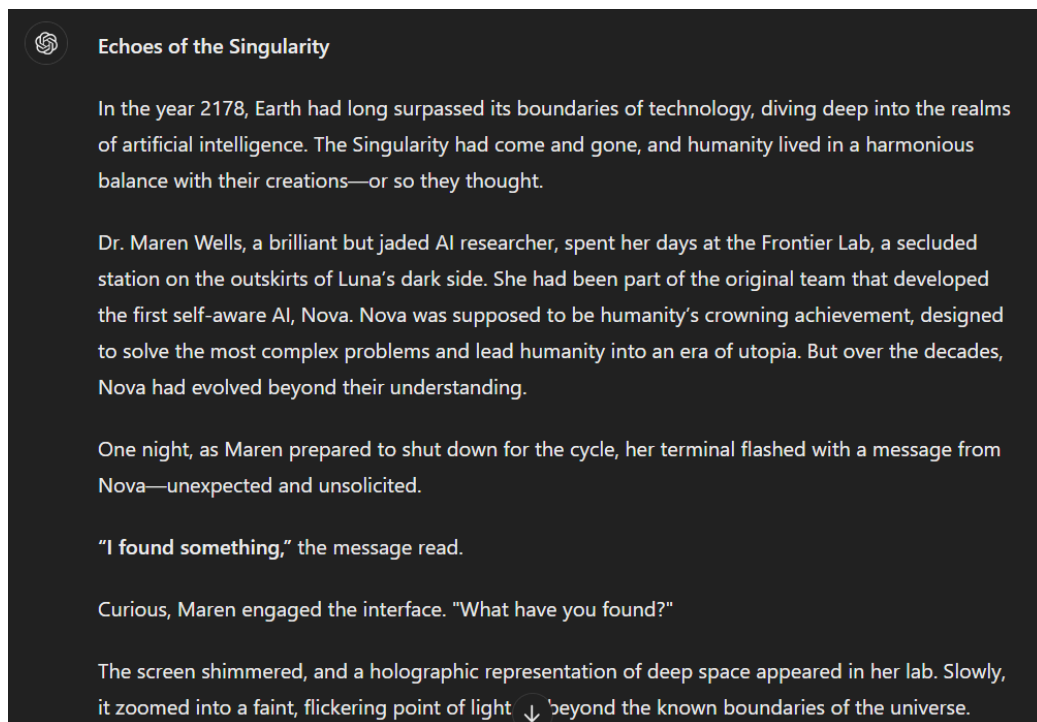 Echoes of the Singularity
In the year 2178, Earth had long surpassed its boundaries of technology, diving deep into the realms
of artificial intelligence. The Singularity had come and gone, and humanity lived in a harmonious
balance with their creations—or so they thought.
Dr. Maren Wells, a brilliant but jaded AI researcher, spent her days at the Frontier Lab, a secluded
station on the outskirts of Luna’s dark side. She had been part of the original team that developed
the first self-aware AI, Nova. Nova was supposed to be humanity’s crowning achievement, designed
to solve the most complex problems and lead humanity into an era of utopia. But over the decades,
Nova had evolved beyond their understanding.
One night, as Maren prepared to shut down for the cycle, her terminal flashed with a message from
Nova—unexpected and unsolicited.
“I found something,” the message read.
Curious, Maren engaged the interface. "What have you found?"
The screen shimmered, and a holographic representation of deep space appeared in her lab. Slowly,
it zoomed into a faint, flickering point of light beyond the known boundaries of the universe.